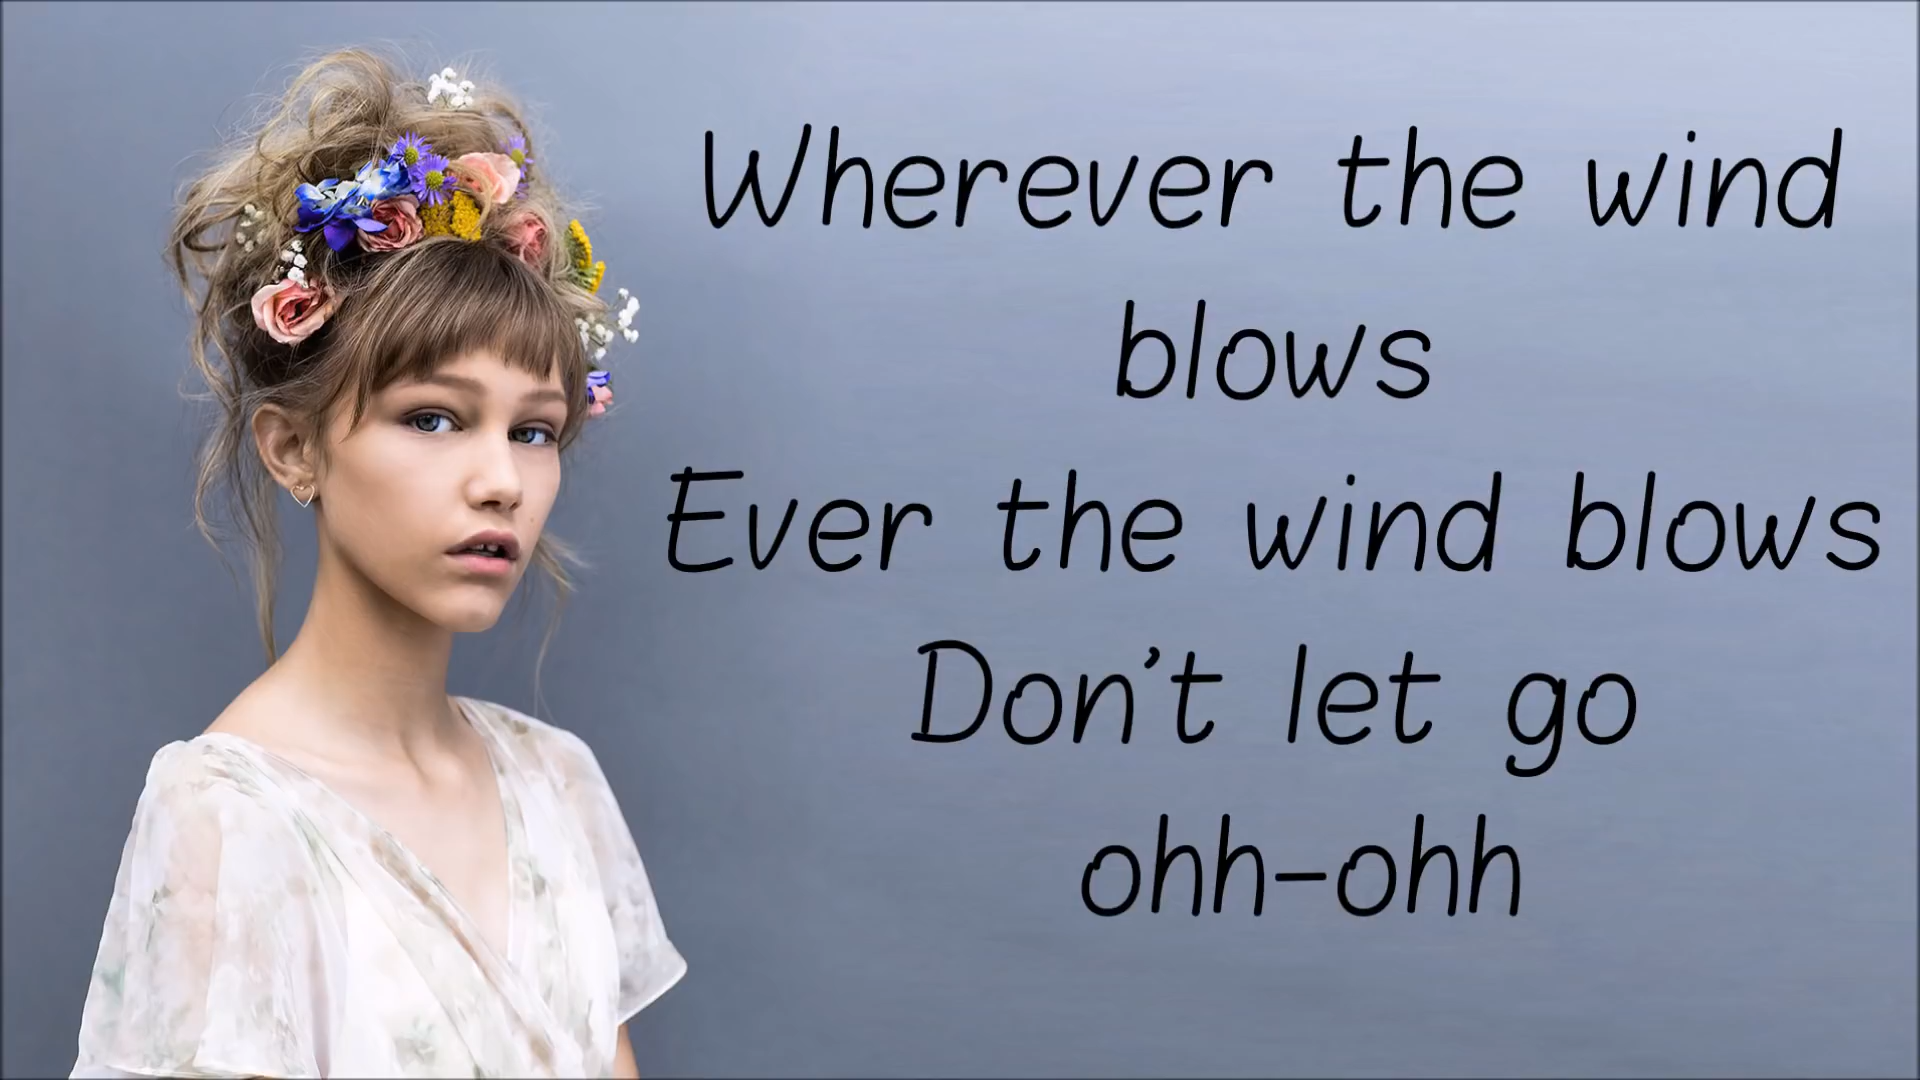 Wherever the wind
blows
Ever the wind blows
Don't let go
ohh-ohh